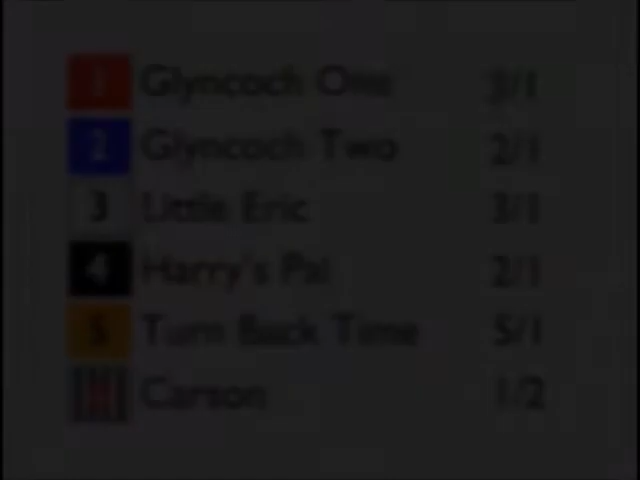 1 Glyncoch One 3/1
2 Glyncoch Two 2/1
3 Little Eric 3/1
4 Harry's Pal 2/1
5 Turn Back Time 5/1
Carson 1/2